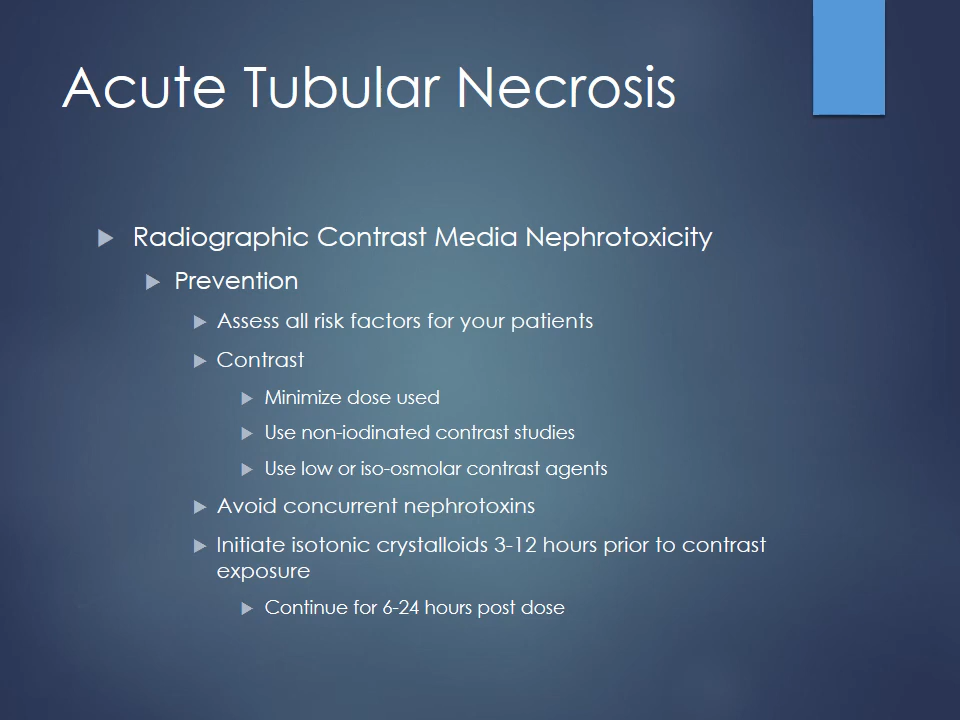 Acute Tubular Necrosis
Radiographic Contrast Media Nephrotoxicity
Prevention
Assess all risk factors for your patients
Contrast
Minimize dose used
Use non-iodinated contrast studies
Use low or iso-osmolar contrast agents
Avoid concurrent nephrotoxins
Initiate isotonic crystalloids 3-12 hours prior to contrast
exposure
Continue for 6-24 hours post dose